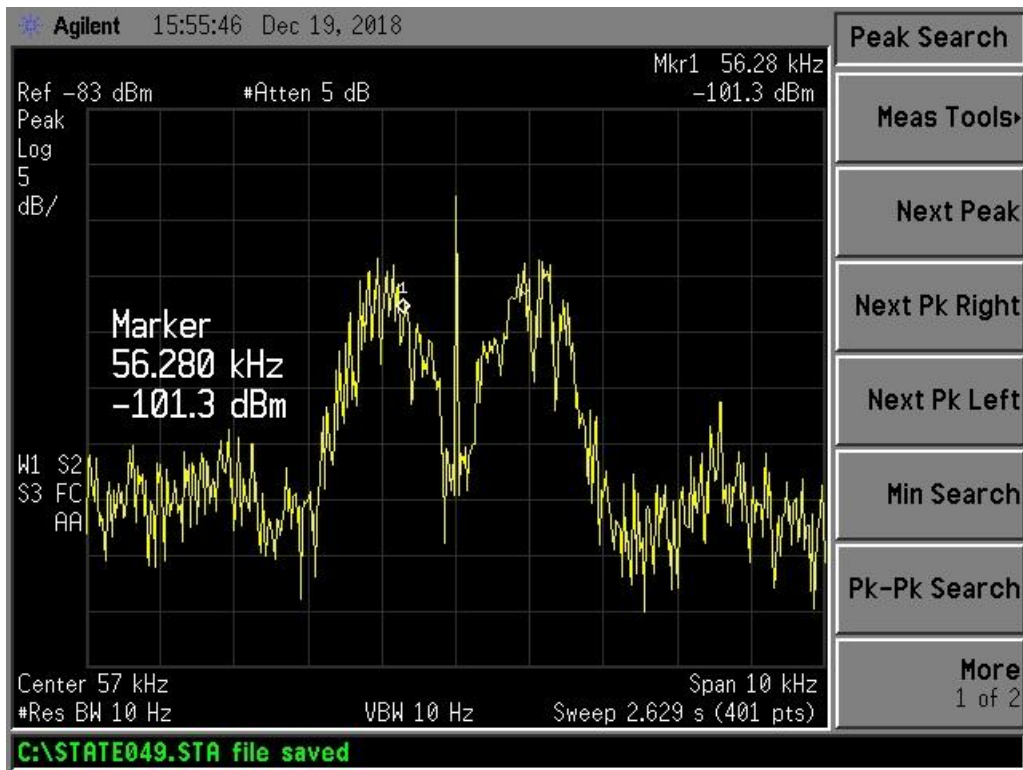 Agilent 15:55:46 Dec 19, 2018
Peak Search
Mkr1 56.28 kHz
Ref -83 dBm #Atten 5 dB -101.3 dBm
Peak
Log
5
dB/
1
Marker
56.280 kHz
-101.3 dBm
W1 S2
S3 FC
AA
Center 57 kHz Span 10 kHz
#Res BW 10 Hz VBW 10 Hz Sweep 2.629 s (401 pts)
C:\STATE049.STA file saved
Meas Tools
Next Peak
Next Pk Right
Next Pk Left
Min Search
Pk-Pk Search
More
1 of 2